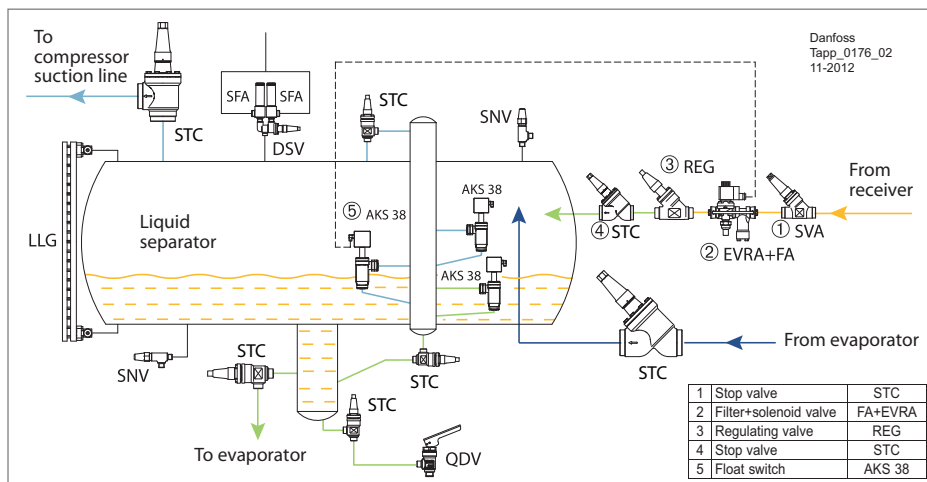 To
compressor
suction line
STC
SFA
SFA
DSV
STC
SNV
Danfoss
Tapp_0176_02
11-2012
③ REG
From
receiver
④ STC
② EVRA+FA
① SVA
LLG
Liquid
separator
⑤ AKS 38
AKS 38
AKS 38
From evaporator
STC
SNV
STC
STC
STC
To evaporator
QDV
1 Stop valve STC
2 Filter+solenoid valve FA+EVRA
3 Regulating valve REG
4 Stop valve STC
5 Float switch AKS 38